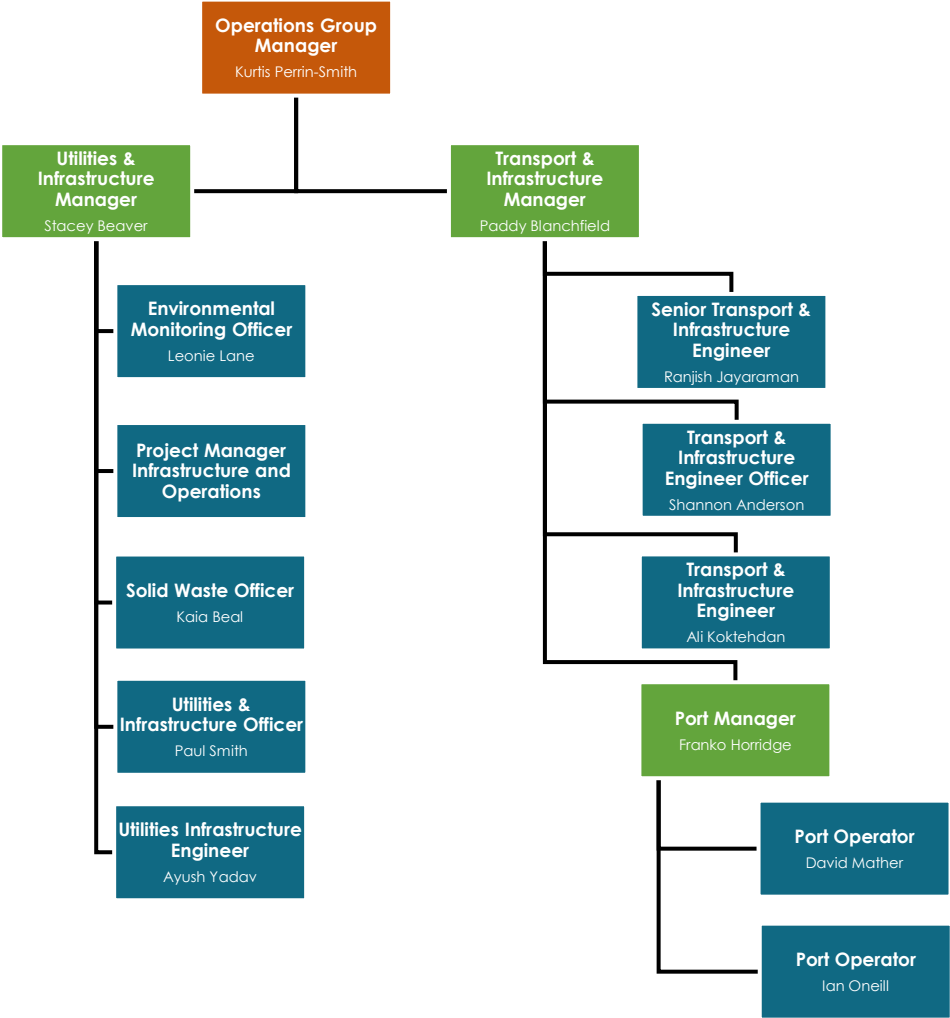 Operations Group
Manager
Kurtis Perrin-Smith
Utilities &
Infrastructure
Manager
Stacey Beaver
Transport &
Infrastructure
Manager
Paddy Blanchfield
Environmental
Monitoring Officer
Leonie Lane
Project Manager
Infrastructure and
Operations
Solid Waste Officer
Kaia Beal
Utilities &
Infrastructure Officer
Paul Smith
Utilities Infrastructure
Engineer
Ayush Yadav
Senior Transport &
Infrastructure
Engineer
Ranjish Jayaraman
Transport &
Infrastructure
Engineer Officer
Shannon Anderson
Transport &
Infrastructure
Engineer
Ali Koktehdan
Port Manager
Franko Horridge
Port Operator
David Mather
Port Operator
Ian Oneill